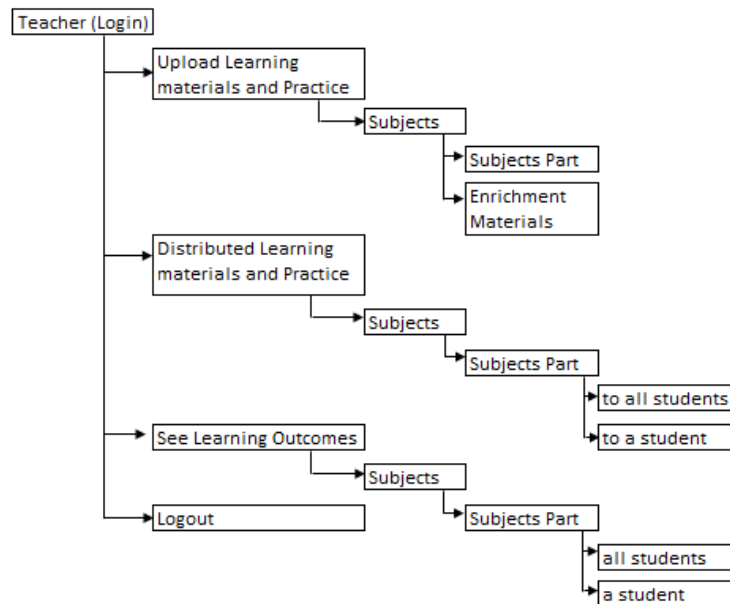 Teacher (Login)
Upload Learning
materials and Practice
Subjects
Subjects Part
Enrichment
Materials
Distributed Learning
materials and Practice
Subjects
Subjects Part
to all students
to a student
See Learning Outcomes
Subjects
Logout
Subjects Part
all students
a student